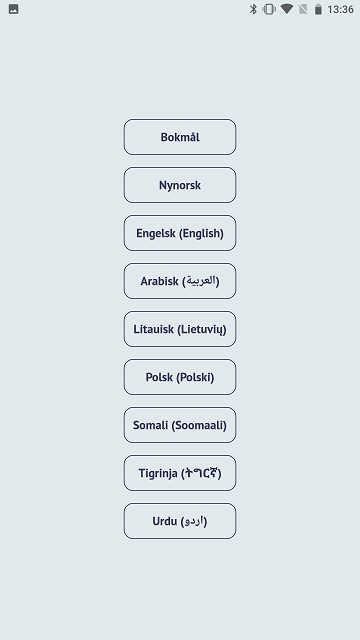 13:36
Bokmål
Nynorsk
Engelsk (English)
Arabisk (العربية)
Litauisk (Lietuvių)
Polsk (Polski)
Somali (Soomaali)
Tigrinja (ትግርኛ)
Urdu (اردو)